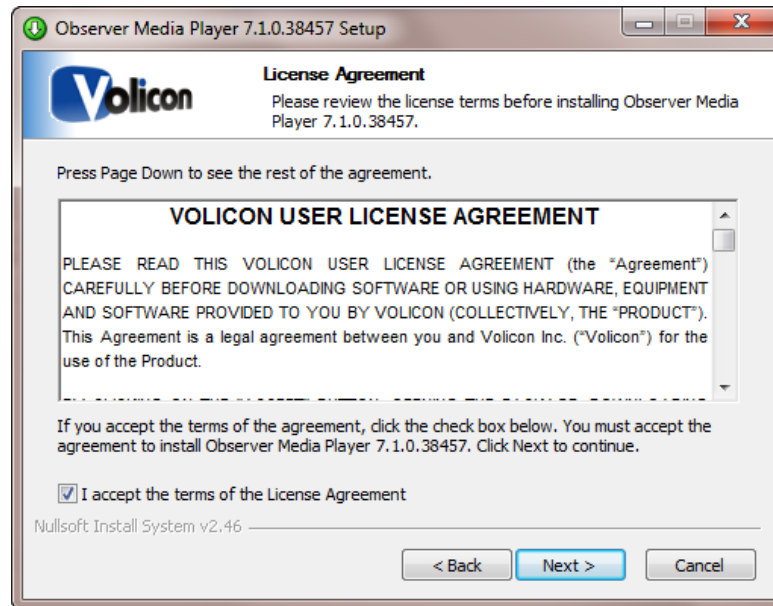 Observer Media Player 7.1.0.38457 Setup
Volicon
License Agreement
Please review the license terms before installing Observer Media
Player 7.1.0.38457.
Press Page Down to see the rest of the agreement.
VOLICON USER LICENSE AGREEMENT
PLEASE READ THIS VOLICON USER LICENSE AGREEMENT (the “Agreement”)
CAREFULLY BEFORE DOWNLOADING SOFTWARE OR USING HARDWARE, EQUIPMENT
AND SOFTWARE PROVIDED TO YOU BY VOLICON (COLLECTIVELY, THE “PRODUCT”).
This Agreement is a legal agreement between you and Volicon Inc. (“Volicon”) for the
use of the Product.
If you accept the terms of the agreement, click the check box below. You must accept the
agreement to install Observer Media Player 7.1.0.38457. Click Next to continue.
I accept the terms of the License Agreement
Nullsoft Install System v2.46
< Back
Next >
Cancel